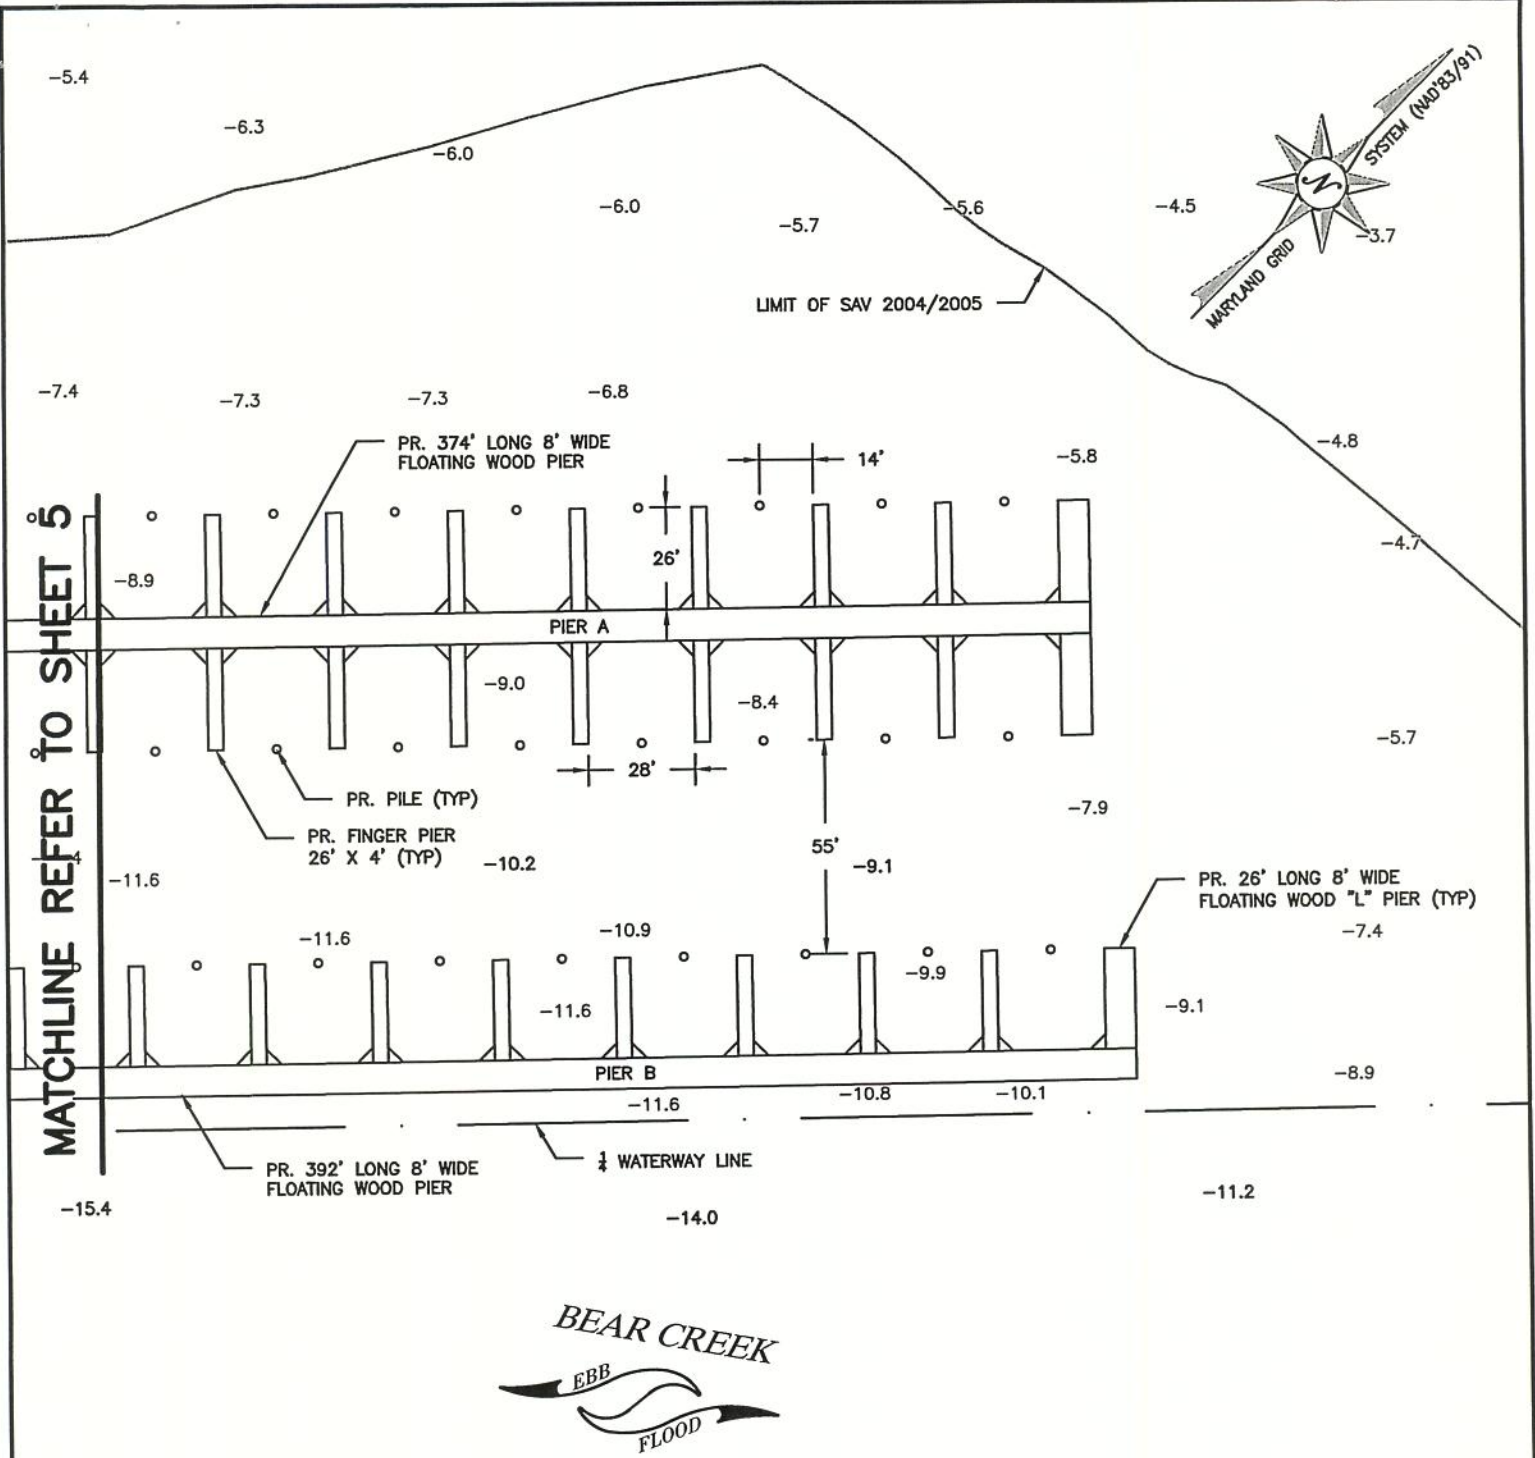 -5.4
-6.3
-6.0
-6.0
-5.7
-5.6
-4.5
-3.7
SYSTEM (NAD'83/91)
N
MARYLAND GRID
LIMIT OF SAV 2004/2005
-7.4
-7.3
-7.3
-6.8
-4.8
PR. 374' LONG 8' WIDE
FLOATING WOOD PIER
14'
-5.8
-4.7
MATCHLINE REFER TO SHEET 5
-8.9
26'
PIER A
-9.0
-8.4
-5.7
28'
PR. PILE (TYP)
PR. FINGER PIER
26' X 4' (TYP)
-7.9
55'
-10.2
-9.1
-11.6
PR. 26' LONG 8' WIDE
FLOATING WOOD "L" PIER (TYP)
-7.4
-11.6
-10.9
-9.9
-11.6
-9.1
PIER B
-8.9
-11.6
-10.8
-10.1
PR. 392' LONG 8' WIDE
FLOATING WOOD PIER
¼ WATERWAY LINE
-15.4
-14.0
-11.2
BEAR CREEK
EBB
FLOOD